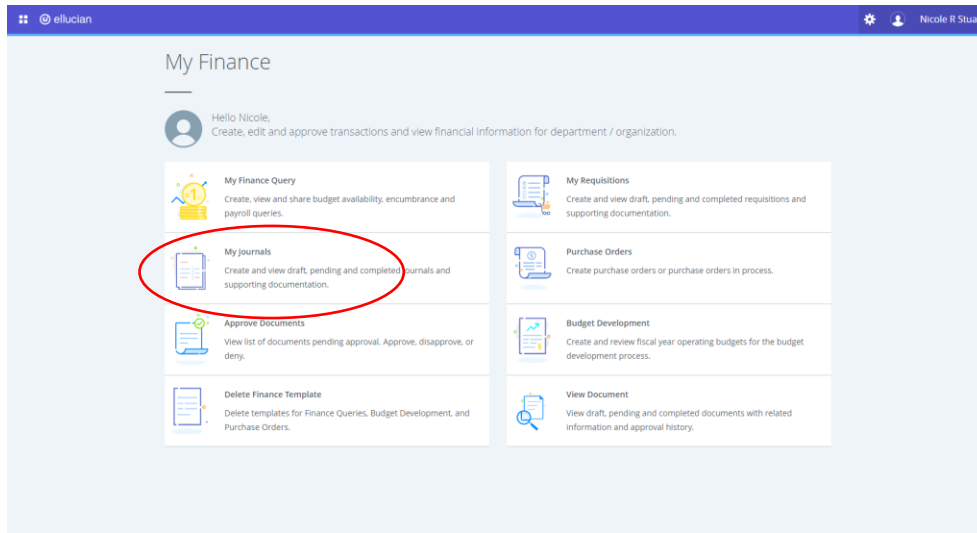 ellucian
Nicole R Stua
My Finance
Hello Nicole,
Create, edit and approve transactions and view financial information for department / organization.
My Finance Query
Create, view and share budget availability, encumbrance and
payroll queries.
My Requisitions
Create and view draft, pending and completed requisitions and
supporting documentation.
My Journals
Create and view draft, pending and completed journals and
supporting documentation.
Purchase Orders
Create purchase orders or purchase orders in process.
Approve Documents
View list of documents pending approval. Approve, disapprove, or
deny.
Budget Development
Create and review fiscal year operating budgets for the budget
development process.
Delete Finance Template
Delete templates for Finance Queries, Budget Development, and
Purchase Orders.
View Document
View draft, pending and completed documents with related
information and approval history.